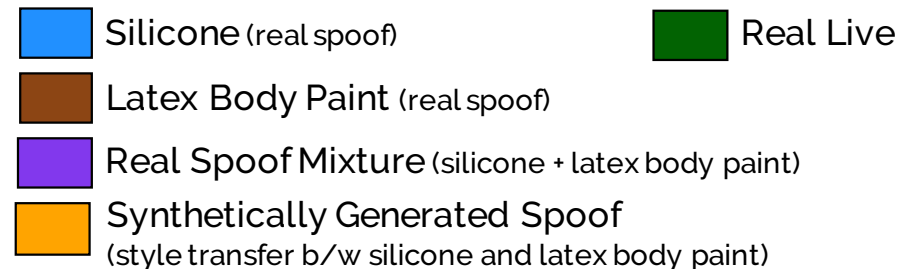 Silicone (real spoof)
Real Live
Latex Body Paint (real spoof)
Real Spoof Mixture (silicone + latex body paint)
Synthetically Generated Spoof
(style transfer b/w silicone and latex body paint)